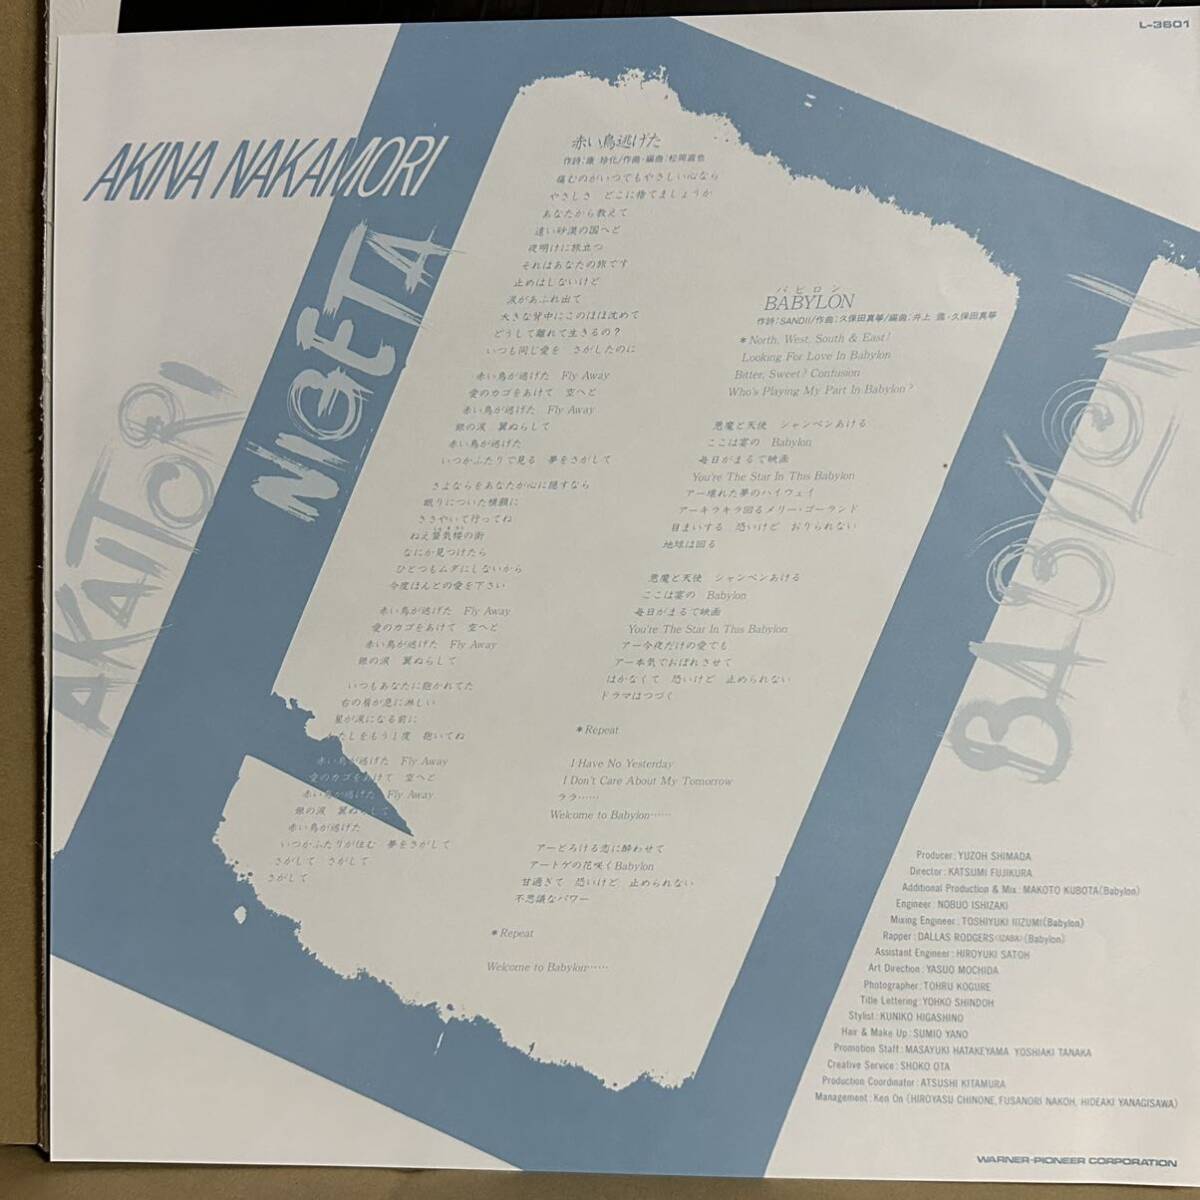 L-3601
AKINA NAKAMORI
AKAI TORI
NIGETA
赤い鳥逃げた
作詩:康 珍化/作曲・編曲:松岡直也
痛むのがいつでもやさしい心なら
やさしさ どこに捨てましょうか
あなたから教えて
遠い砂漠の国へと
夜明けに旅立つ
それはあなたの旅です
止めはしないけど
涙があふれ出て
大きな背中にこのほほ沈めて
どうして離れて生きるの?
いつも同じ愛を さがしたのに
赤い鳥が逃げた Fly Away
愛のカゴをあけて 空へと
赤い鳥が逃げた Fly Away
銀の涙 翼ぬらして
赤い鳥が逃げた
いつかふたりで見る 夢をさがして
さよならをあなたが心に隠すなら
眠りについた横顔に
ささやいて行ってね
ねえ蜃気楼の街
なにか見つけたら
ひとつもムダにしないから
今度ほんとの愛を下さい
赤い鳥が逃げた Fly Away
愛のカゴをあけて 空へと
赤い鳥が逃げた Fly Away
銀の涙 翼ぬらして
いつもあなたに抱かれてた
右の肩が急に淋しい
星が涙になる前に
わたしをもう1度 抱いてね
赤い鳥が逃げた Fly Away
愛のカゴをあけて 空へと
赤い鳥が逃げた Fly Away
銀の涙 翼ぬらして
赤い鳥が逃げた
いつかふたりが住む 夢をさがして
さがして さがして
さがして
バビロン
BABYLON
作詩:SANDII/作曲:久保田真箏/編曲:井上 鑑・久保田真箏
*North, West, South & East!
Looking For Love In Babylon
Bitter, Sweet? Confusion
Who's Playing My Part In Babylon?
悪魔と天使 シャンペンあける
ここは宴の Babylon
毎日がまるで映画
You're The Star In This Babylon
アー壊れた夢のハイウェイ
アーキラキラ回るメリー・ゴーランド
目まいする 恐いけど おりられない
地球は回る
悪魔と天使 シャンペンあける
ここは宴の Babylon
毎日がまるで映画
You're The Star In This Babylon
アー今夜だけの愛でも
アー本気でおぼれさせて
はかなくて 恐いけど 止められない
ドラマはつづく
*Repeat
I Have No Yesterday
I Don't Care About My Tomorrow
ララ……
Welcome to Babylon……
アーとろける恋に酔わせて
アートゲの花咲くBabylon
甘過ぎて 恐いけど 止められない
不思議なパワー
*Repeat
Welcome to Babylon……
BABYLON
Producer: YUZOH SHIMADA
Director: KATSUMI FUJIKURA
Additional Production & Mix: MAKOTO KUBOTA(Babylon)
Engineer: NOBUO ISHIZAKI
Mixing Engineer: TOSHIYUKI IIZUMI(Babylon)
Rapper: DALLAS RODGERS<IZABA>(Babylon)
Assistant Engineer: HIROYUKI SATOH
Art Direction: YASUO MOCHIDA
Photographer: TOHRU KOGURE
Title Lettering: YOHKO SHINDOH
Stylist: KUNIKO HIGASHINO
Hair & Make Up: SUMIO YANO
Promotion Staff: MASAYUKI HATAKEYAMA YOSHIAKI TANAKA
Creative Service: SHOKO OTA
Production Coordinator: ATSUSHI KITAMURA
Management: Ken On (HIROYASU CHINONE, FUSANORI NAKOH, HIDEAKI YANAGISAWA)
WARNER-PIONEER CORPORATION